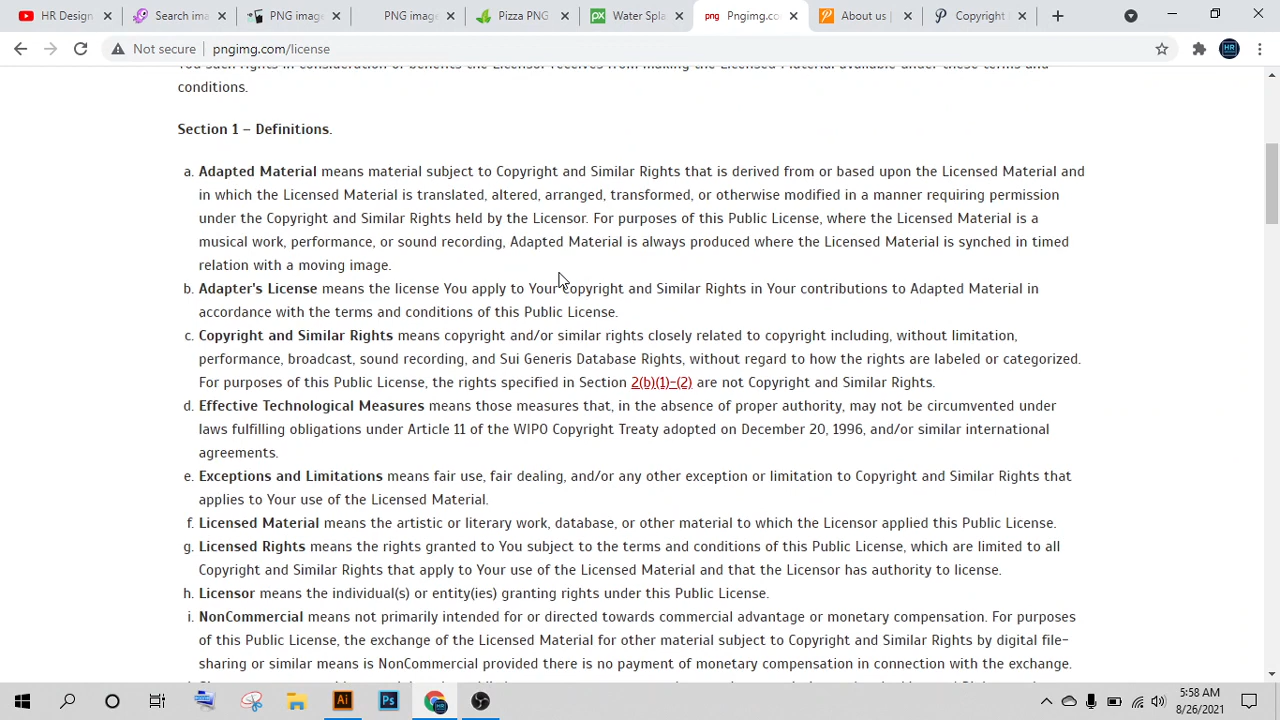 HR Design
Search ima
PNG image
PNG image
Pizza PNG
Water Spla
Pngimg.co
About us |
Copyright
Not secure
pngimg.com/license
conditions.
Section 1 – Definitions.
a. Adapted Material means material subject to Copyright and Similar Rights that is derived from or based upon the Licensed Material and
in which the Licensed Material is translated, altered, arranged, transformed, or otherwise modified in a manner requiring permission
under the Copyright and Similar Rights held by the Licensor. For purposes of this Public License, where the Licensed Material is a
musical work, performance, or sound recording, Adapted Material is always produced where the Licensed Material is synched in timed
relation with a moving image.
b. Adapter's License means the license You apply to Your Copyright and Similar Rights in Your contributions to Adapted Material in
accordance with the terms and conditions of this Public License.
c. Copyright and Similar Rights means copyright and/or similar rights closely related to copyright including, without limitation,
performance, broadcast, sound recording, and Sui Generis Database Rights, without regard to how the rights are labeled or categorized.
For purposes of this Public License, the rights specified in Section 2(b)(1)-(2) are not Copyright and Similar Rights.
d. Effective Technological Measures means those measures that, in the absence of proper authority, may not be circumvented under
laws fulfilling obligations under Article 11 of the WIPO Copyright Treaty adopted on December 20, 1996, and/or similar international
agreements.
e. Exceptions and Limitations means fair use, fair dealing, and/or any other exception or limitation to Copyright and Similar Rights that
applies to Your use of the Licensed Material.
f. Licensed Material means the artistic or literary work, database, or other material to which the Licensor applied this Public License.
g. Licensed Rights means the rights granted to You subject to the terms and conditions of this Public License, which are limited to all
Copyright and Similar Rights that apply to Your use of the Licensed Material and that the Licensor has authority to license.
h. Licensor means the individual(s) or entity(ies) granting rights under this Public License.
i. NonCommercial means not primarily intended for or directed towards commercial advantage or monetary compensation. For purposes
of this Public License, the exchange of the Licensed Material for other material subject to Copyright and Similar Rights by digital file-
sharing or similar means is NonCommercial provided there is no payment of monetary compensation in connection with the exchange.
5:58 AM
8/26/2021